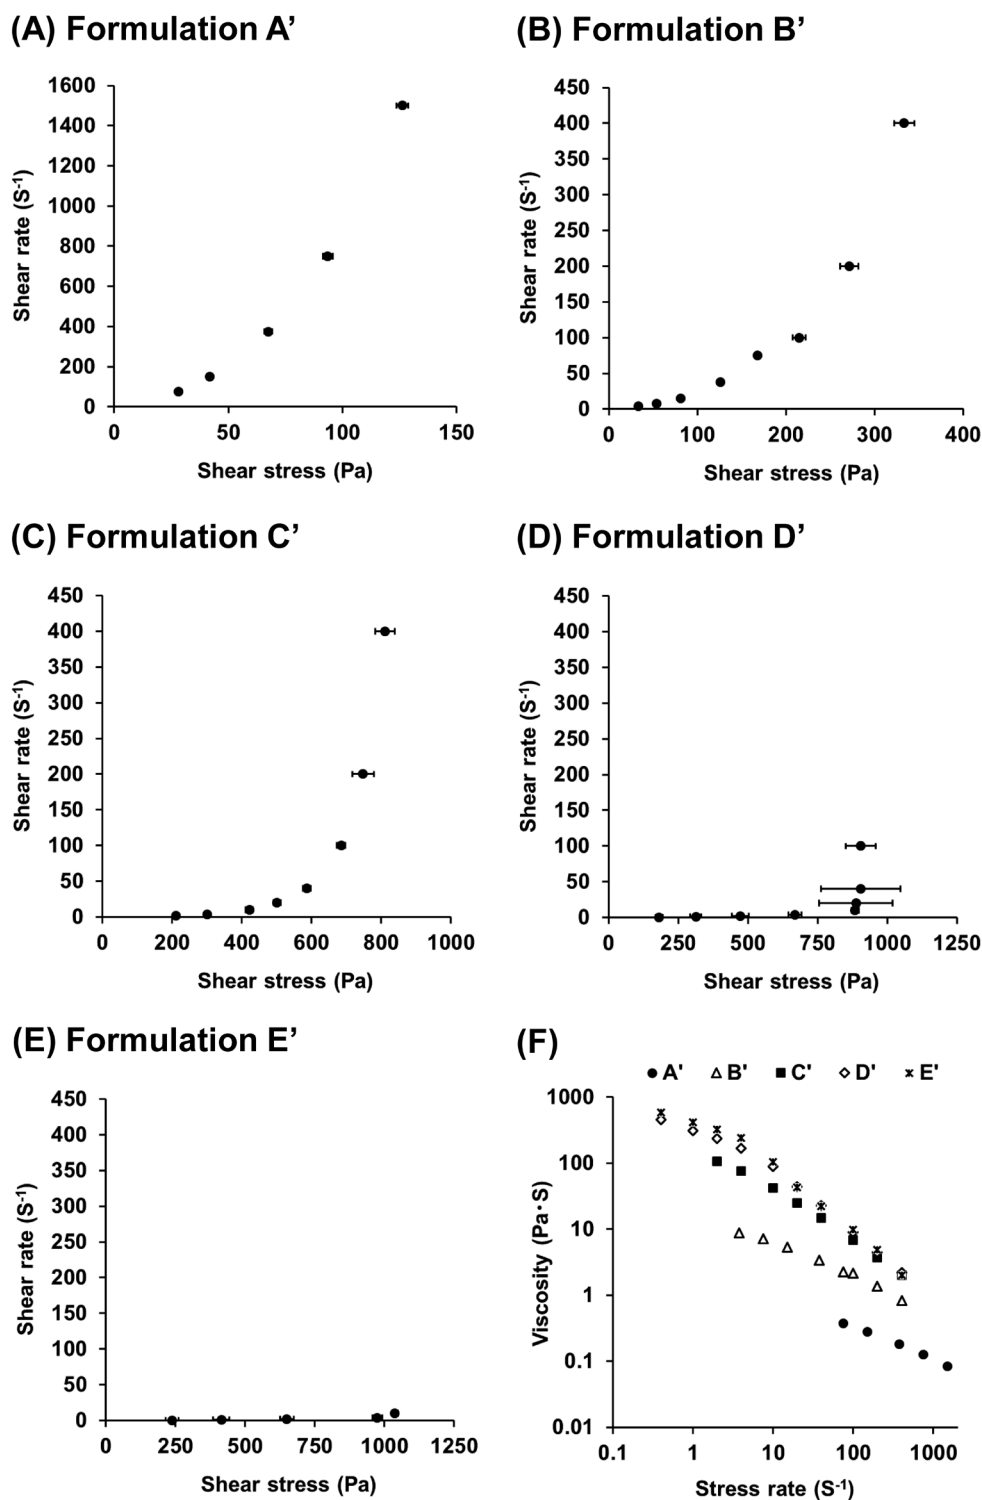 (A) Formulation A’
1600
1400
1200
1000
800
600
400
200
0
Shear rate (S-1)
0 50 100 150
Shear stress (Pa)
(B) Formulation B’
450
400
350
300
250
200
150
100
50
0
Shear rate (S-1)
0 100 200 300 400
Shear stress (Pa)
(C) Formulation C’
450
400
350
300
250
200
150
100
50
0
Shear rate (S-1)
0 200 400 600 800 1000
Shear stress (Pa)
(D) Formulation D’
450
400
350
300
250
200
150
100
50
0
Shear rate (S-1)
0 250 500 750 1000 1250
Shear stress (Pa)
(E) Formulation E’
450
400
350
300
250
200
150
100
50
0
Shear rate (S-1)
0 250 500 750 1000 1250
Shear stress (Pa)
(F)
A' B' C' D' E'
1000
100
10
1
0.1
0.01
Viscosity (Pa・S)
0.1 1 10 100 1000
Stress rate (S-1)